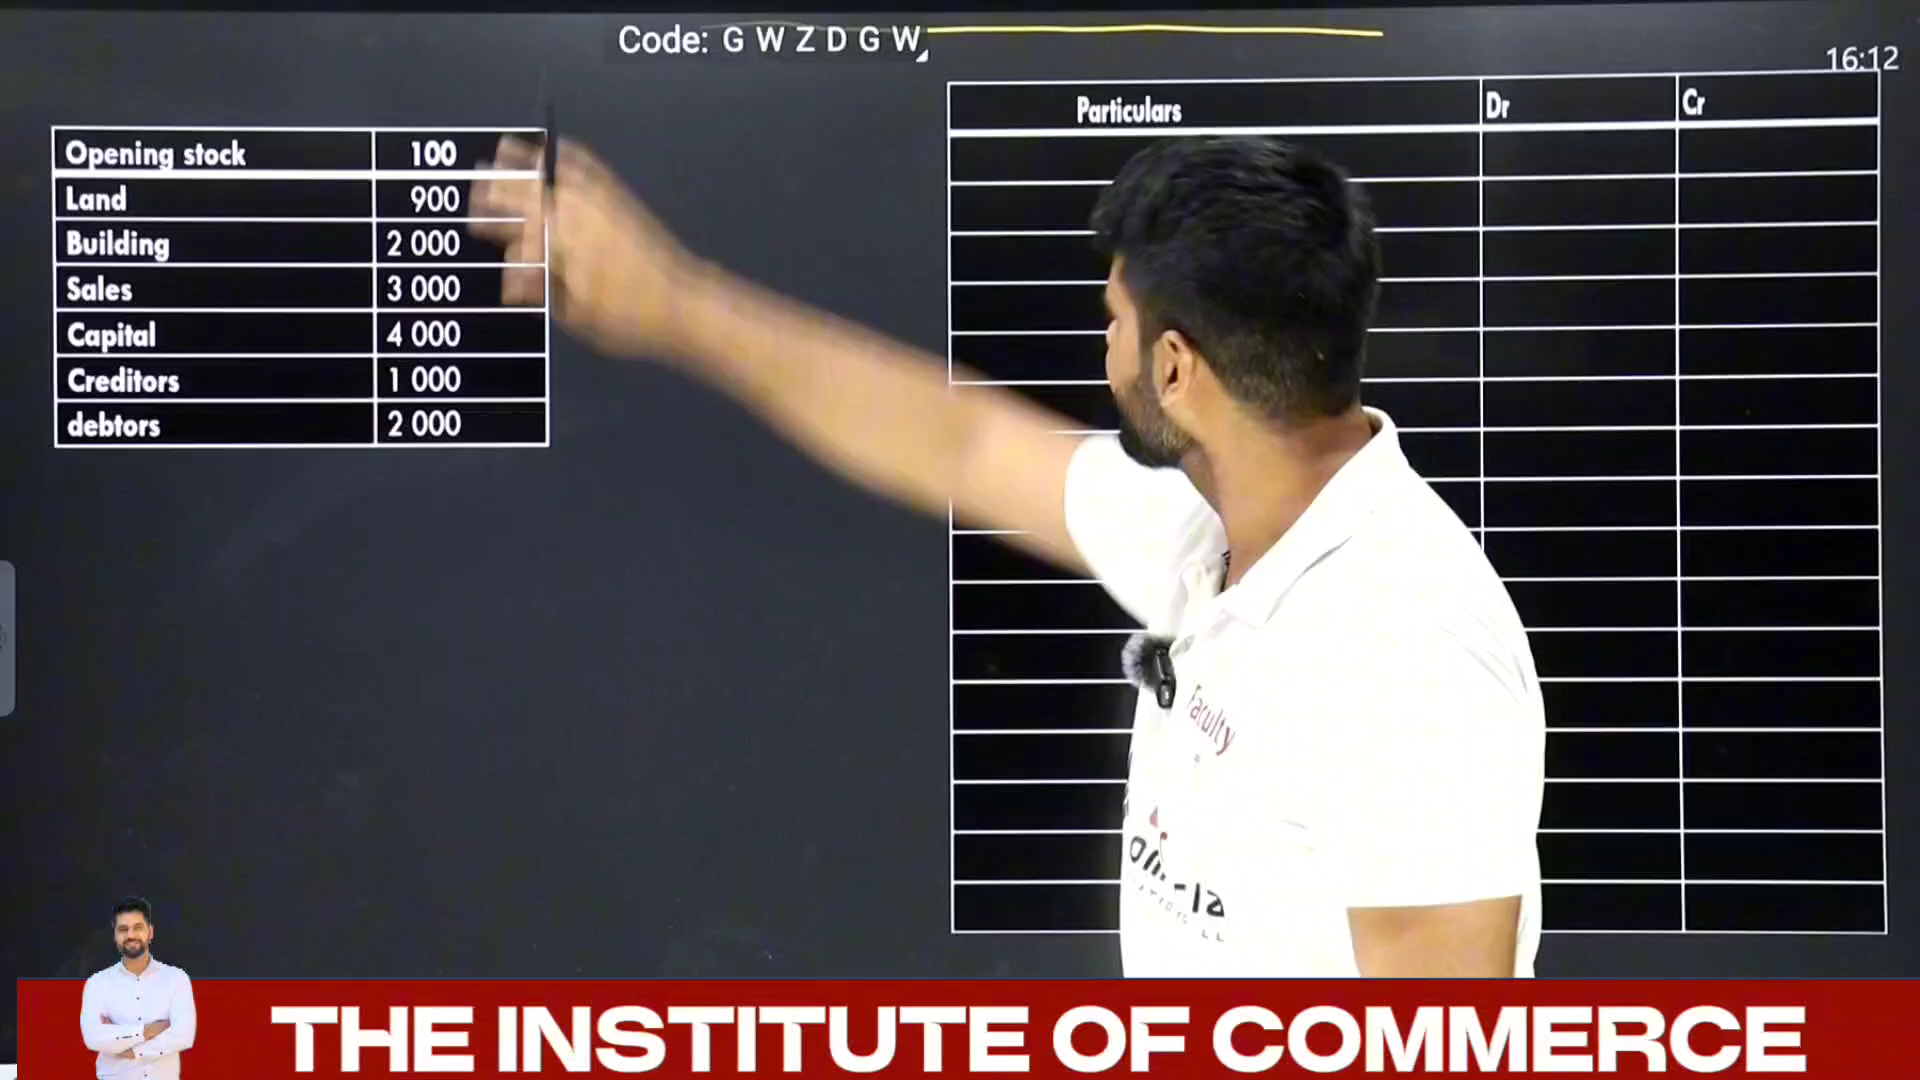 Code: G W Z D G W
16:12
Opening stock 100
Land 900
Building 2 000
Sales 3 000
Capital 4 000
Creditors 1 000
debtors 2 000
Particulars Dr Cr
Faculty
THE INSTITUTE OF COMMERCE